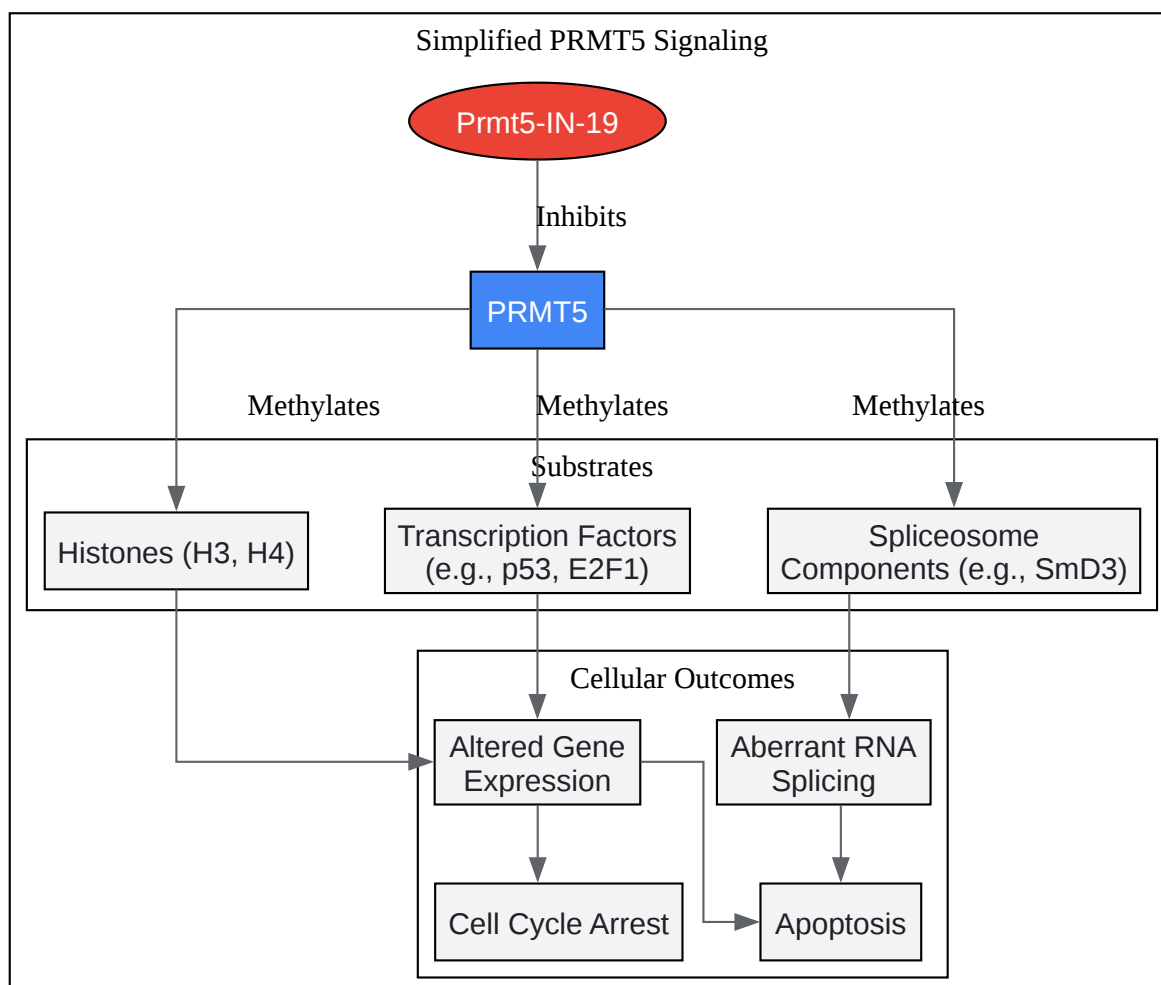 Simplified PRMT5 Signaling
Prmt5-IN-19
Inhibits
PRMT5
Methylates
Methylates
Methylates
Substrates
Histones (H3, H4)
Transcription Factors
(e.g., p53, E2F1)
Spliceosome
Components (e.g., SmD3)
Cellular Outcomes
Altered Gene
Expression
Aberrant RNA
Splicing
Cell Cycle Arrest
Apoptosis